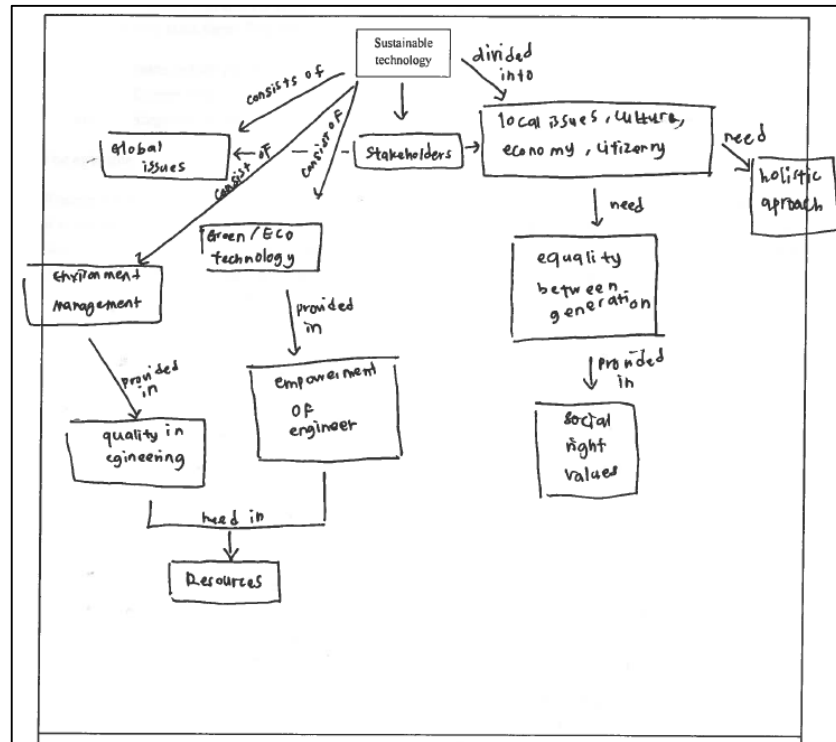 Sustainable
technology
divided
into
consists of
consist of
consist of
Global
issues
Stakeholders
local issues, culture,
economy, citizenry
need
holistic
aproach
Green/Eco
technology
need
Environment
Management
equality
between
generation
provided
in
provided
in
provided
in
empowerment
of
engineer
quality in
egineering
social
right
values
need in
Resources